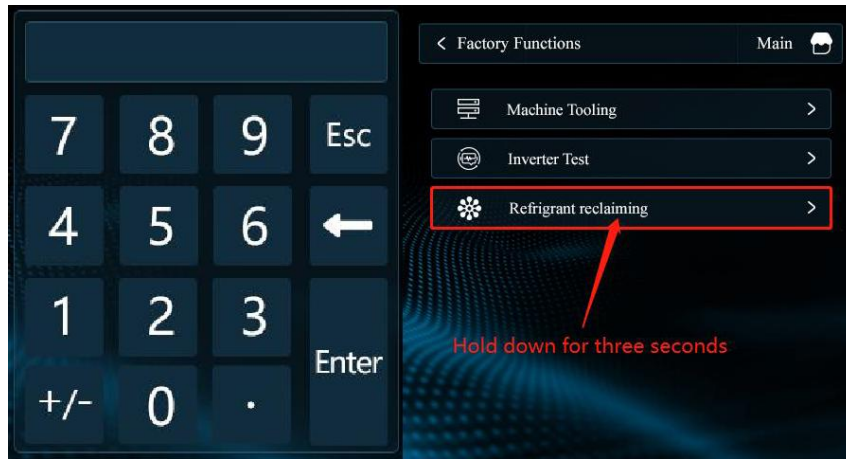 7 8 9 Esc
4 5 6 ←
1 2 3
Enter
+/- 0 .
< Factory Functions Main
Machine Tooling >
Inverter Test >
Refrigrant reclaiming >
Hold down for three seconds